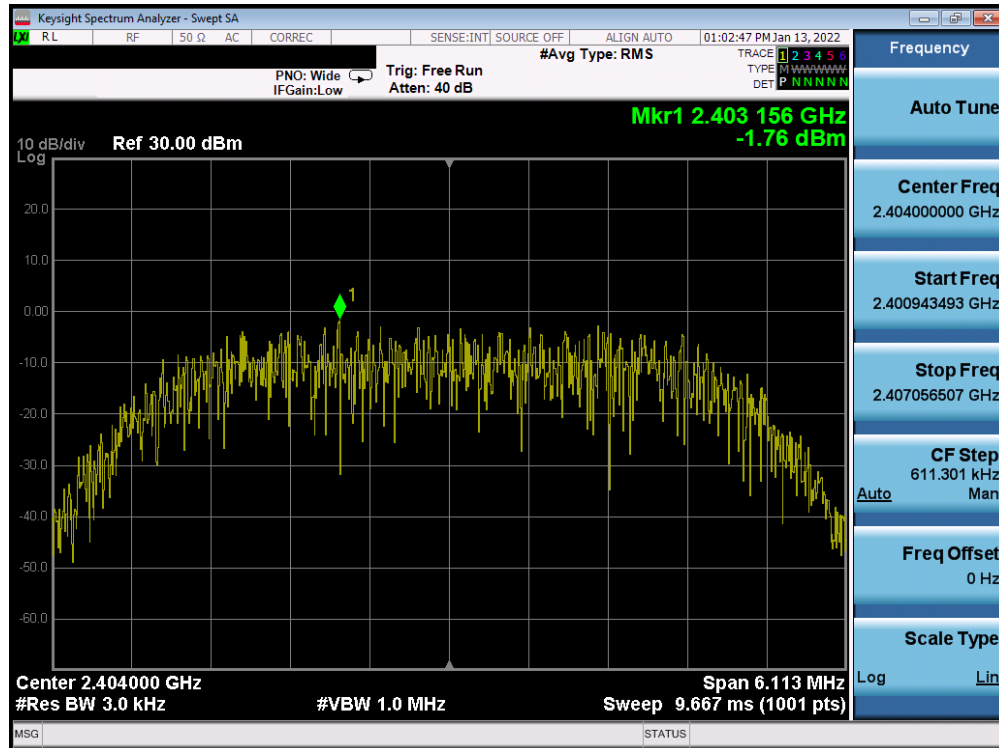 Keysight Spectrum Analyzer - Swept SA
LXI RL RF 50 Ω AC CORREC SENSE:INT SOURCE OFF ALIGN AUTO 01:02:47 PM Jan 13, 2022
#Avg Type: RMS TRACE 1 2 3 4 5 6
PNO: Wide Trig: Free Run TYPE M W W W W W
IFGain:Low Atten: 40 dB DET P N N N N N
Mkr1 2.403 156 GHz
-1.76 dBm
10 dB/div Ref 30.00 dBm
Log
20.0
10.0
0.00
-10.0
-20.0
-30.0
-40.0
-50.0
-60.0
1
Center 2.404000 GHz Span 6.113 MHz
#Res BW 3.0 kHz #VBW 1.0 MHz Sweep 9.667 ms (1001 pts)
MSG STATUS
Frequency
Auto Tune
Center Freq
2.404000000 GHz
Start Freq
2.400943493 GHz
Stop Freq
2.407056507 GHz
CF Step
611.301 kHz
Auto Man
Freq Offset
0 Hz
Scale Type
Log Lin